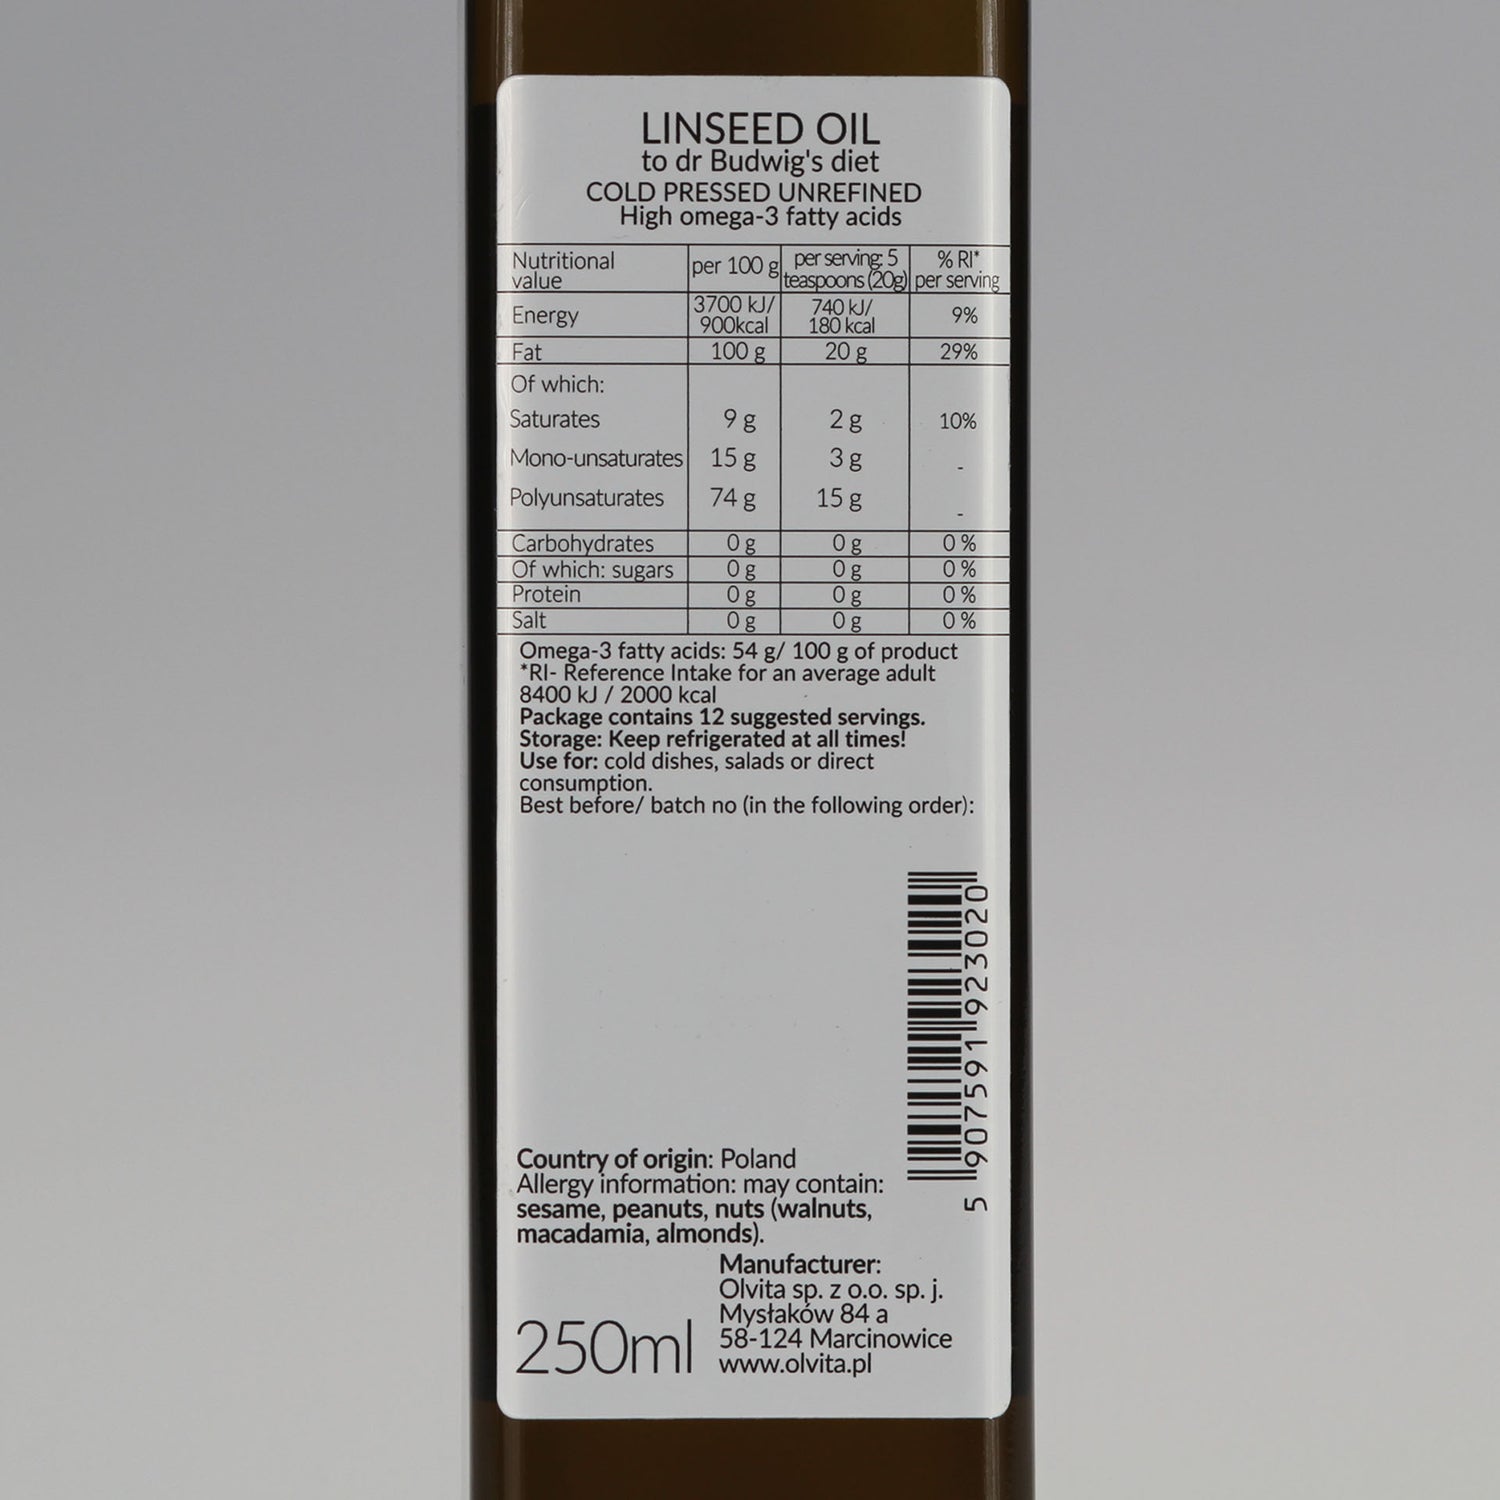 LINSEED OIL
to dr Budwig's diet
COLD PRESSED UNREFINED
High omega-3 fatty acids
Nutritional value per 100 g per serving: 5 teaspoons (20g) % RI* per serving
Energy 3700 kJ/ 900kcal 740 kJ/ 180 kcal 9%
Fat 100 g 20 g 29%
Of which:
Saturates 9 g 2 g 10%
Mono-unsaturates 15 g 3 g -
Polyunsaturates 74 g 15 g -
Carbohydrates 0 g 0 g 0 %
Of which: sugars 0 g 0 g 0 %
Protein 0 g 0 g 0 %
Salt 0 g 0 g 0 %
Omega-3 fatty acids: 54 g/ 100 g of product
*RI- Reference Intake for an average adult
8400 kJ / 2000 kcal
Package contains 12 suggested servings.
Storage: Keep refrigerated at all times!
Use for: cold dishes, salads or direct
consumption.
Best before/ batch no (in the following order):
5 907591 923020
Country of origin: Poland
Allergy information: may contain:
sesame, peanuts, nuts (walnuts,
macadamia, almonds).
Manufacturer:
Olvita sp. z o.o. sp. j.
Mysłaków 84 a
58-124 Marcinowice
www.olvita.pl
250ml